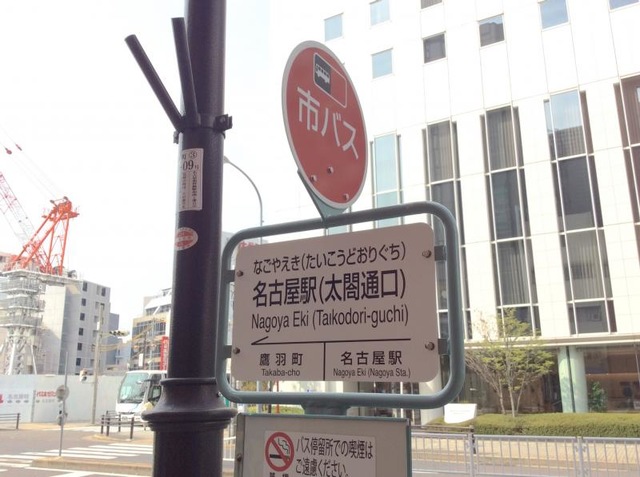 市バス
なごやえき(たいこうどおりぐち)
名古屋駅(太閤通口)
Nagoya Eki (Taikodori-guchi)
鷹羽町
Takaba-cho
名古屋駅
Nagoya Eki (Nagoya Sta.)
バス停留所での喫煙は
ご遠慮ください。